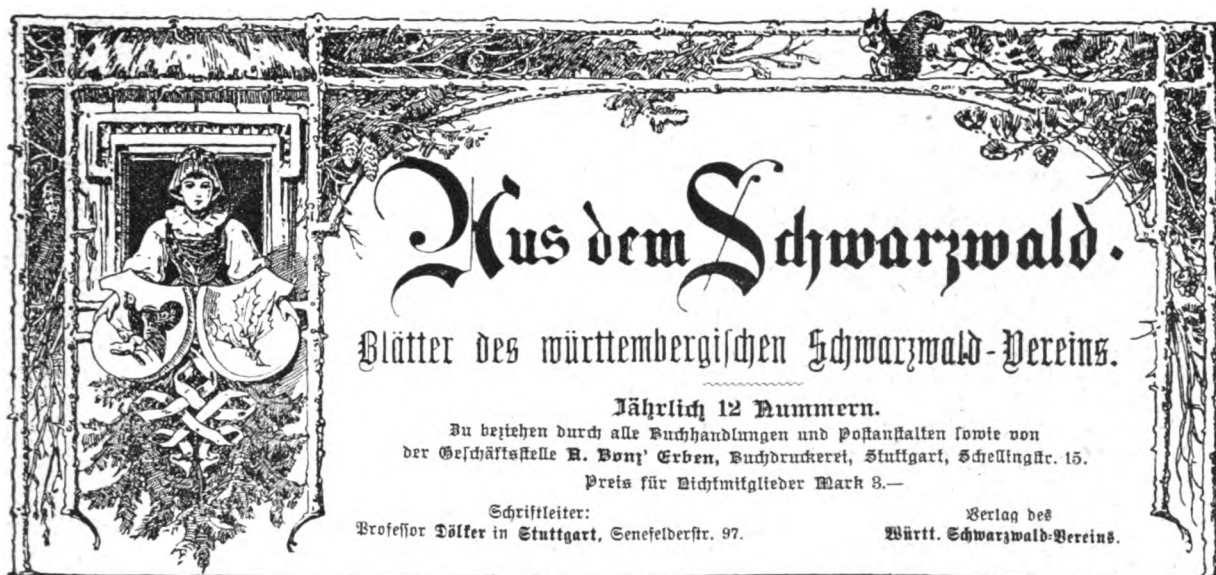 Aus dem Schwarzwald.
Blätter des württembergischen Schwarzwald-Vereins.
Jährlich 12 Nummern.
Zu beziehen durch alle Buchhandlungen und Postanstalten sowie von
der Geschäftsstelle A. Bonz' Erben, Buchdruckerei, Stuttgart, Schellingstr. 15.
Preis für Nichtmitglieder Mark 3.—
Schriftleiter:
Professor Dölker in Stuttgart, Senefelderstr. 97.
Verlag des
Württ. Schwarzwald-Vereins.